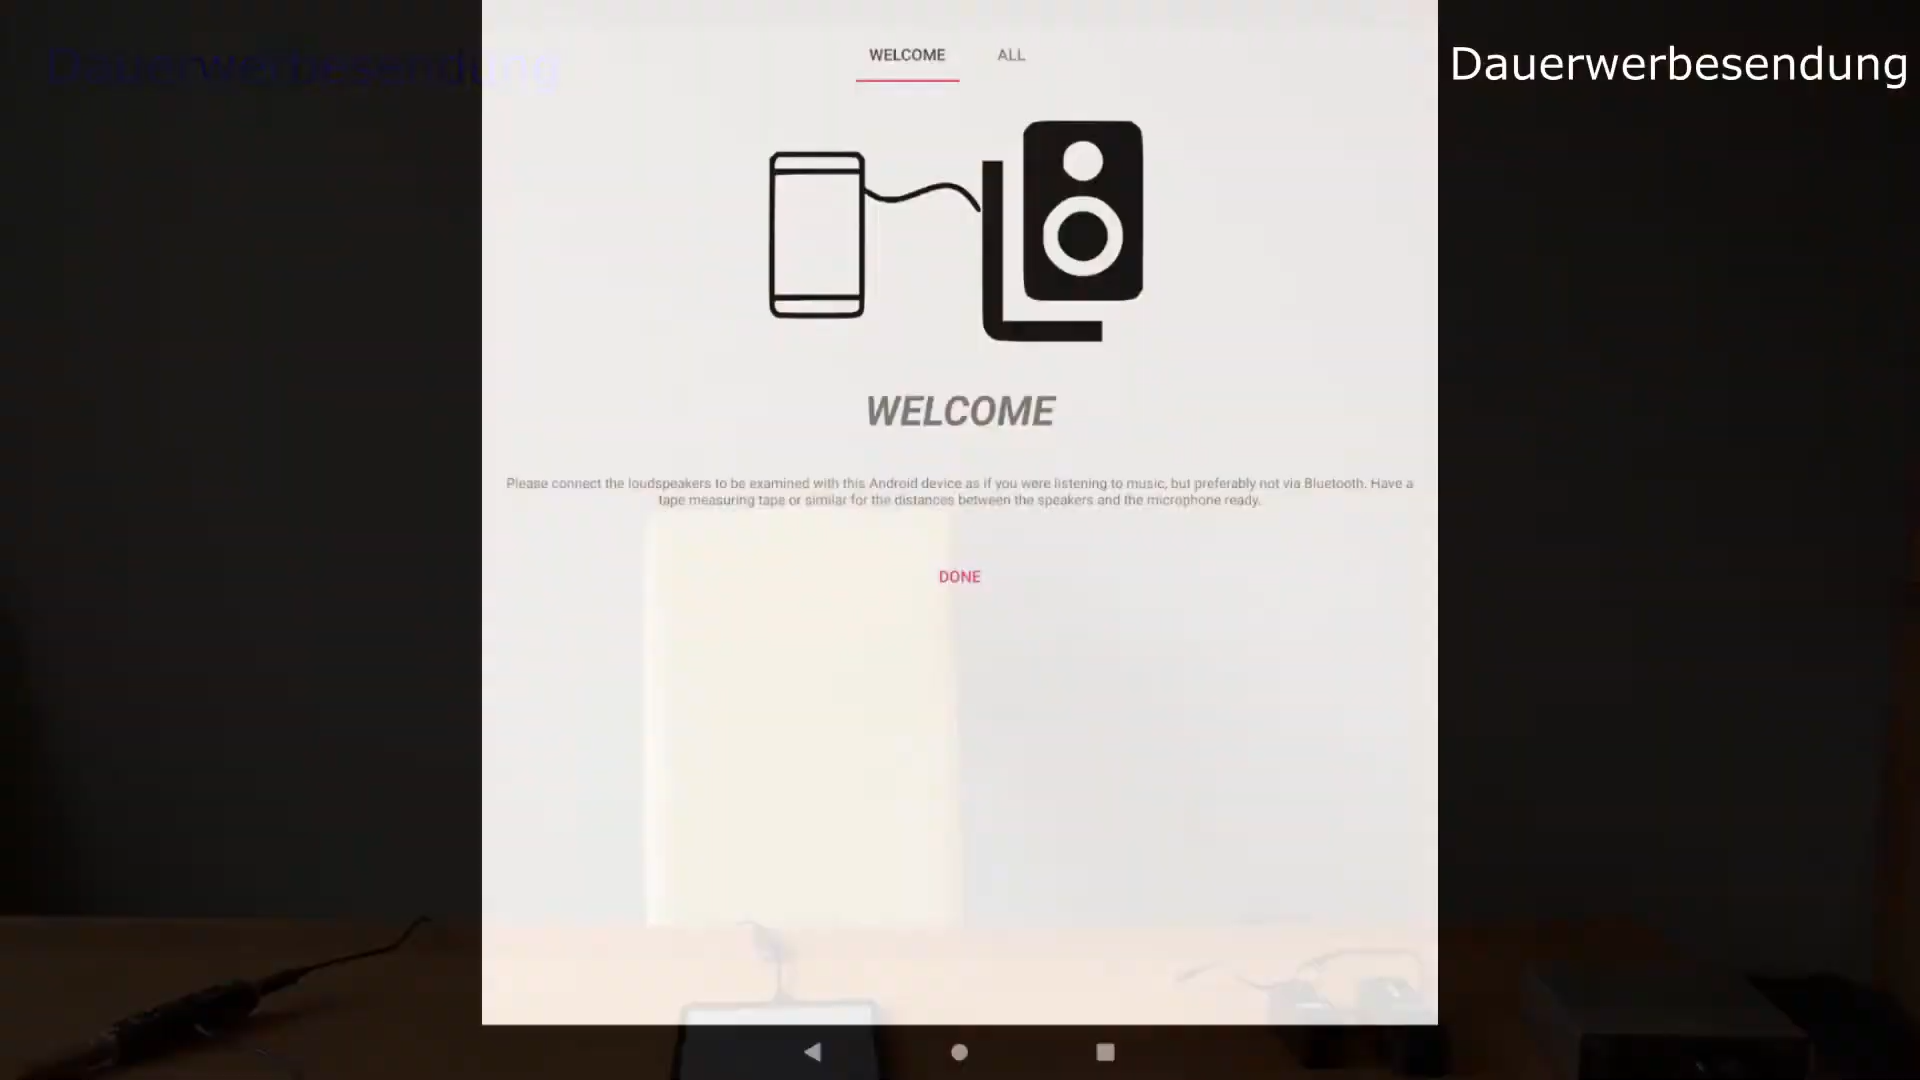 Dauerwerbesendung
WELCOME ALL
Dauerwerbesendung
WELCOME
Please connect the loudspeakers to be examined with this Android device as if you were listening to music, but preferably not via Bluetooth. Have a
tape measuring tape or similar for the distances between the speakers and the microphone ready.
DONE